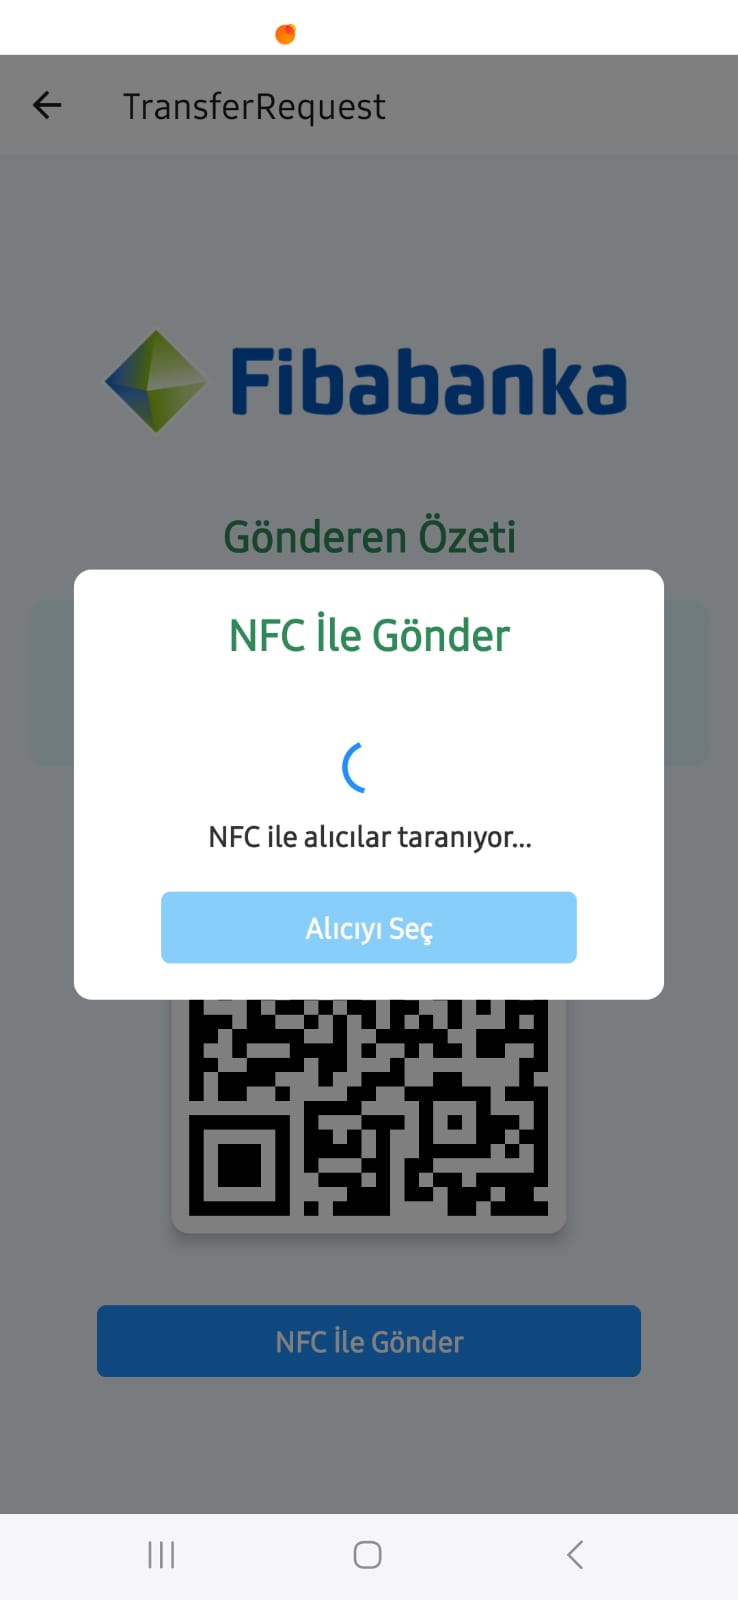 TransferRequest
Fibabanka
Gönderen Özeti
NFC İle Gönder
NFC ile alıcılar taranıyor...
Alıcıyı Seç
NFC İle Gönder